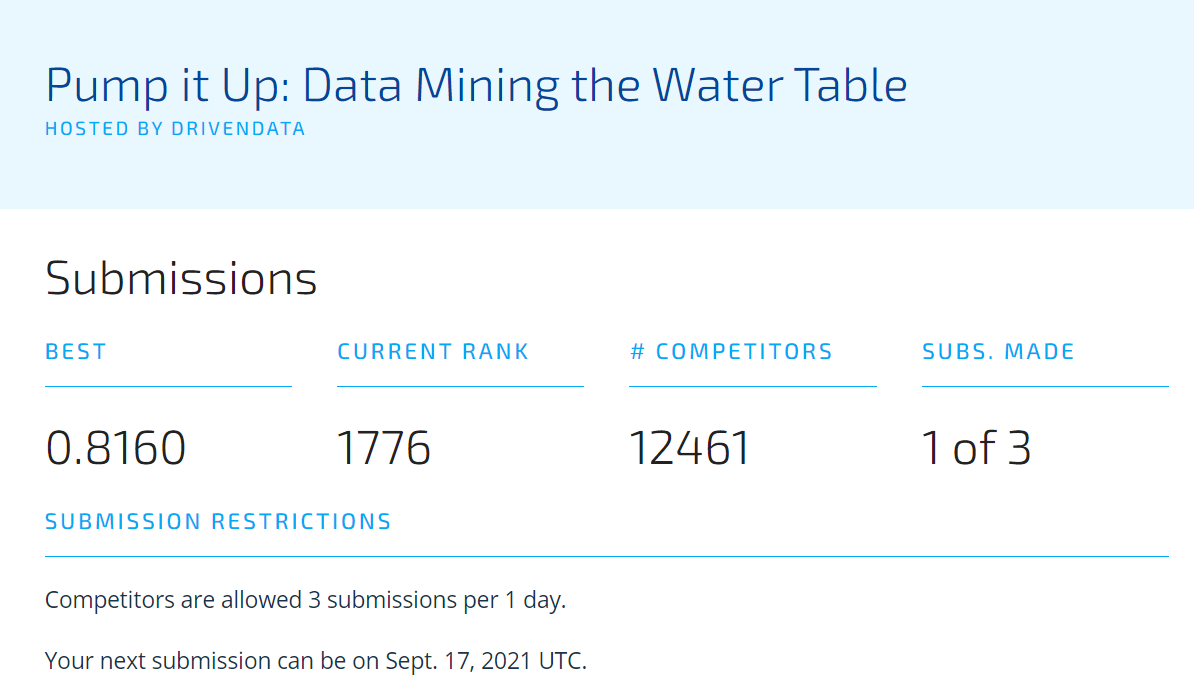 Pump it Up: Data Mining the Water Table
HOSTED BY DRIVENDATA
Submissions
BEST
CURRENT RANK
# COMPETITORS
SUBS. MADE
0.8160
1776
12461
1 of 3
SUBMISSION RESTRICTIONS
Competitors are allowed 3 submissions per 1 day.
Your next submission can be on Sept. 17, 2021 UTC.